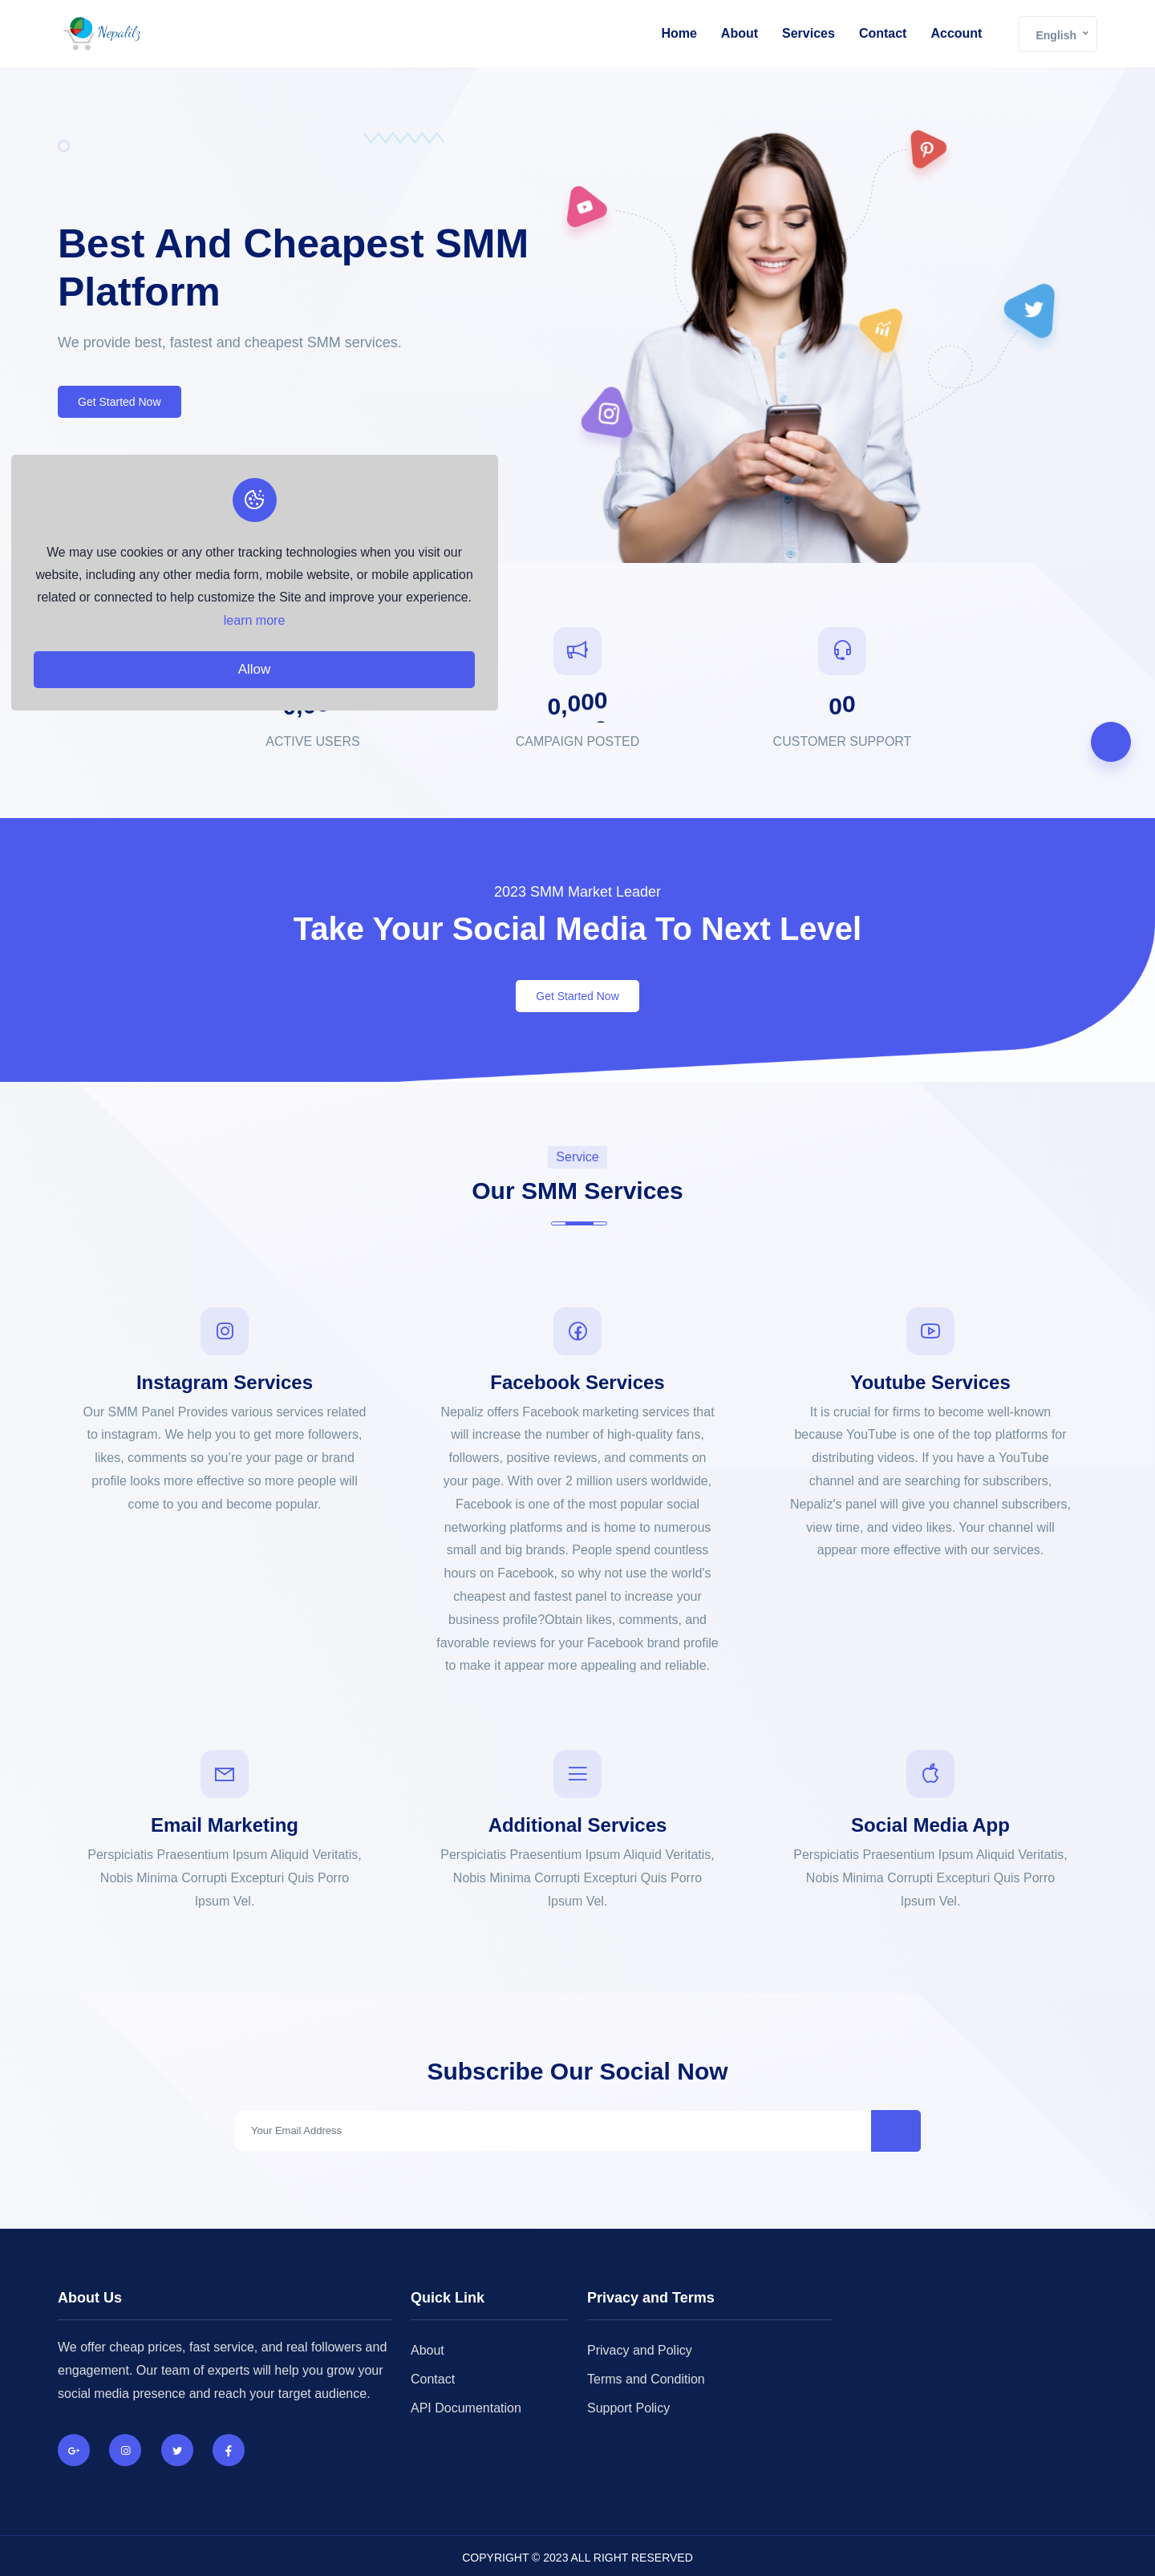 Nepalilz
Home
About
Services
Contact
Account
English
Best And Cheapest SMM
Platform
We provide best, fastest and cheapest SMM services.
Get Started Now
We may use cookies or any other tracking technologies when you visit our
website, including any other media form, mobile website, or mobile application
related or connected to help customize the Site and improve your experience.
learn more
Allow
ACTIVE USERS
0,000
CAMPAIGN POSTED
00
CUSTOMER SUPPORT
2023 SMM Market Leader
Take Your Social Media To Next Level
Get Started Now
Service
Our SMM Services
Instagram Services
Our SMM Panel Provides various services related
to instagram. We help you to get more followers,
likes, comments so you’re your page or brand
profile looks more effective so more people will
come to you and become popular.
Facebook Services
Nepaliz offers Facebook marketing services that
will increase the number of high-quality fans,
followers, positive reviews, and comments on
your page. With over 2 million users worldwide,
Facebook is one of the most popular social
networking platforms and is home to numerous
small and big brands. People spend countless
hours on Facebook, so why not use the world's
cheapest and fastest panel to increase your
business profile?Obtain likes, comments, and
favorable reviews for your Facebook brand profile
to make it appear more appealing and reliable.
Youtube Services
It is crucial for firms to become well-known
because YouTube is one of the top platforms for
distributing videos. If you have a YouTube
channel and are searching for subscribers,
Nepaliz's panel will give you channel subscribers,
view time, and video likes. Your channel will
appear more effective with our services.
Email Marketing
Perspiciatis Praesentium Ipsum Aliquid Veritatis,
Nobis Minima Corrupti Excepturi Quis Porro
Ipsum Vel.
Additional Services
Perspiciatis Praesentium Ipsum Aliquid Veritatis,
Nobis Minima Corrupti Excepturi Quis Porro
Ipsum Vel.
Social Media App
Perspiciatis Praesentium Ipsum Aliquid Veritatis,
Nobis Minima Corrupti Excepturi Quis Porro
Ipsum Vel.
Subscribe Our Social Now
Your Email Address
About Us
We offer cheap prices, fast service, and real followers and
engagement. Our team of experts will help you grow your
social media presence and reach your target audience.
Quick Link
About
Contact
API Documentation
Privacy and Terms
Privacy and Policy
Terms and Condition
Support Policy
COPYRIGHT © 2023 ALL RIGHT RESERVED